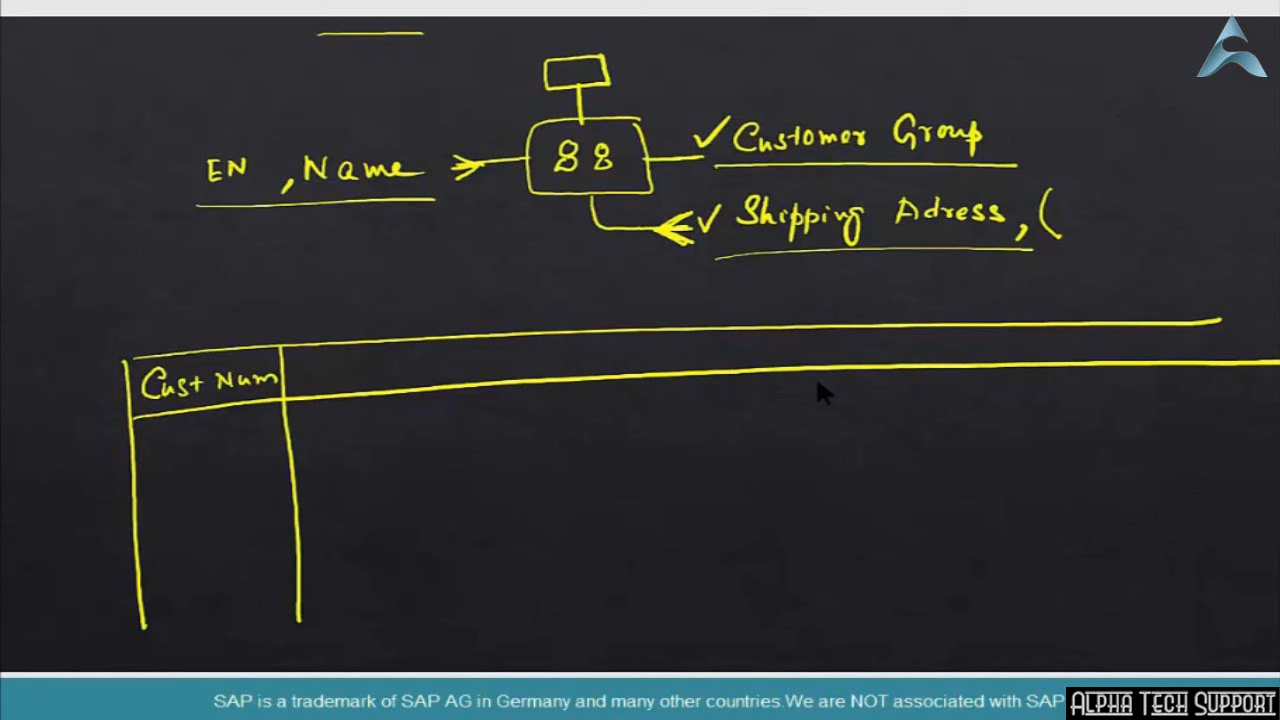 EN , Name
88
✓ Customer Group
✓ Shipping Adress, (
Cust Num
SAP is a trademark of SAP AG in Germany and many other countries.We are NOT associated with SAP
ALPHA TECH SUPPORT